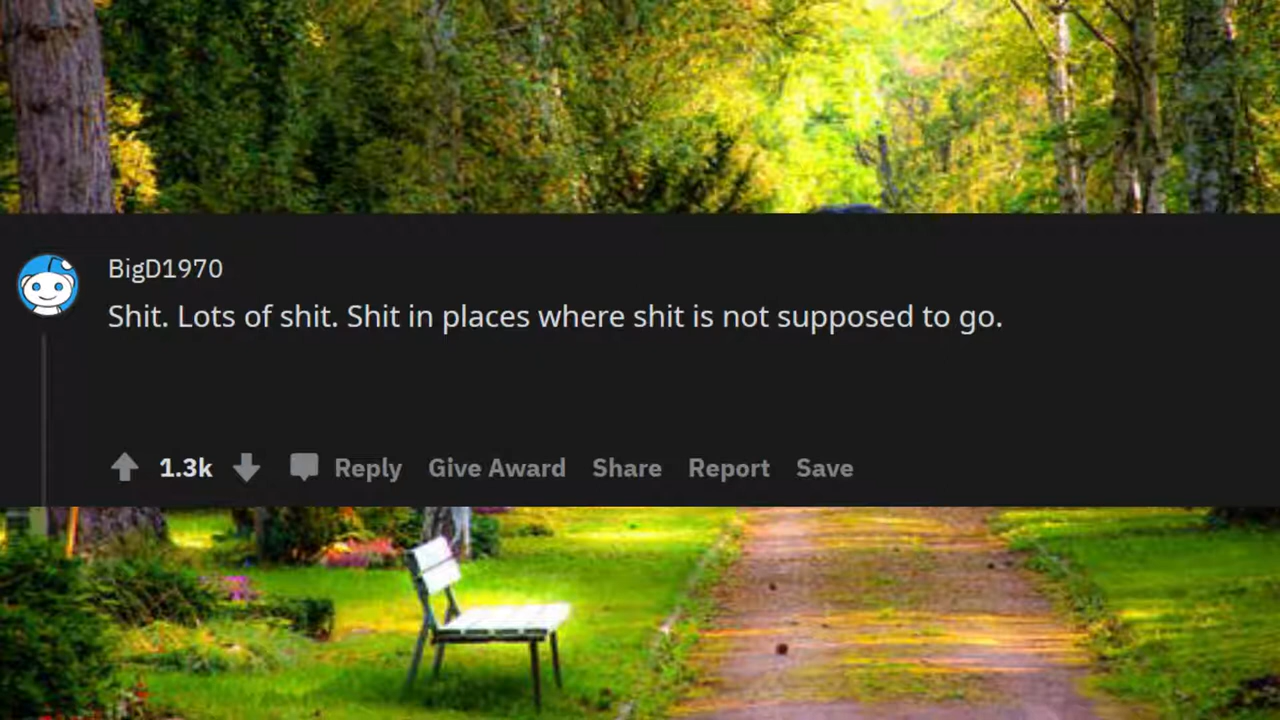 BigD1970
Shit. Lots of shit. Shit in places where shit is not supposed to go.
1.3k Reply Give Award Share Report Save